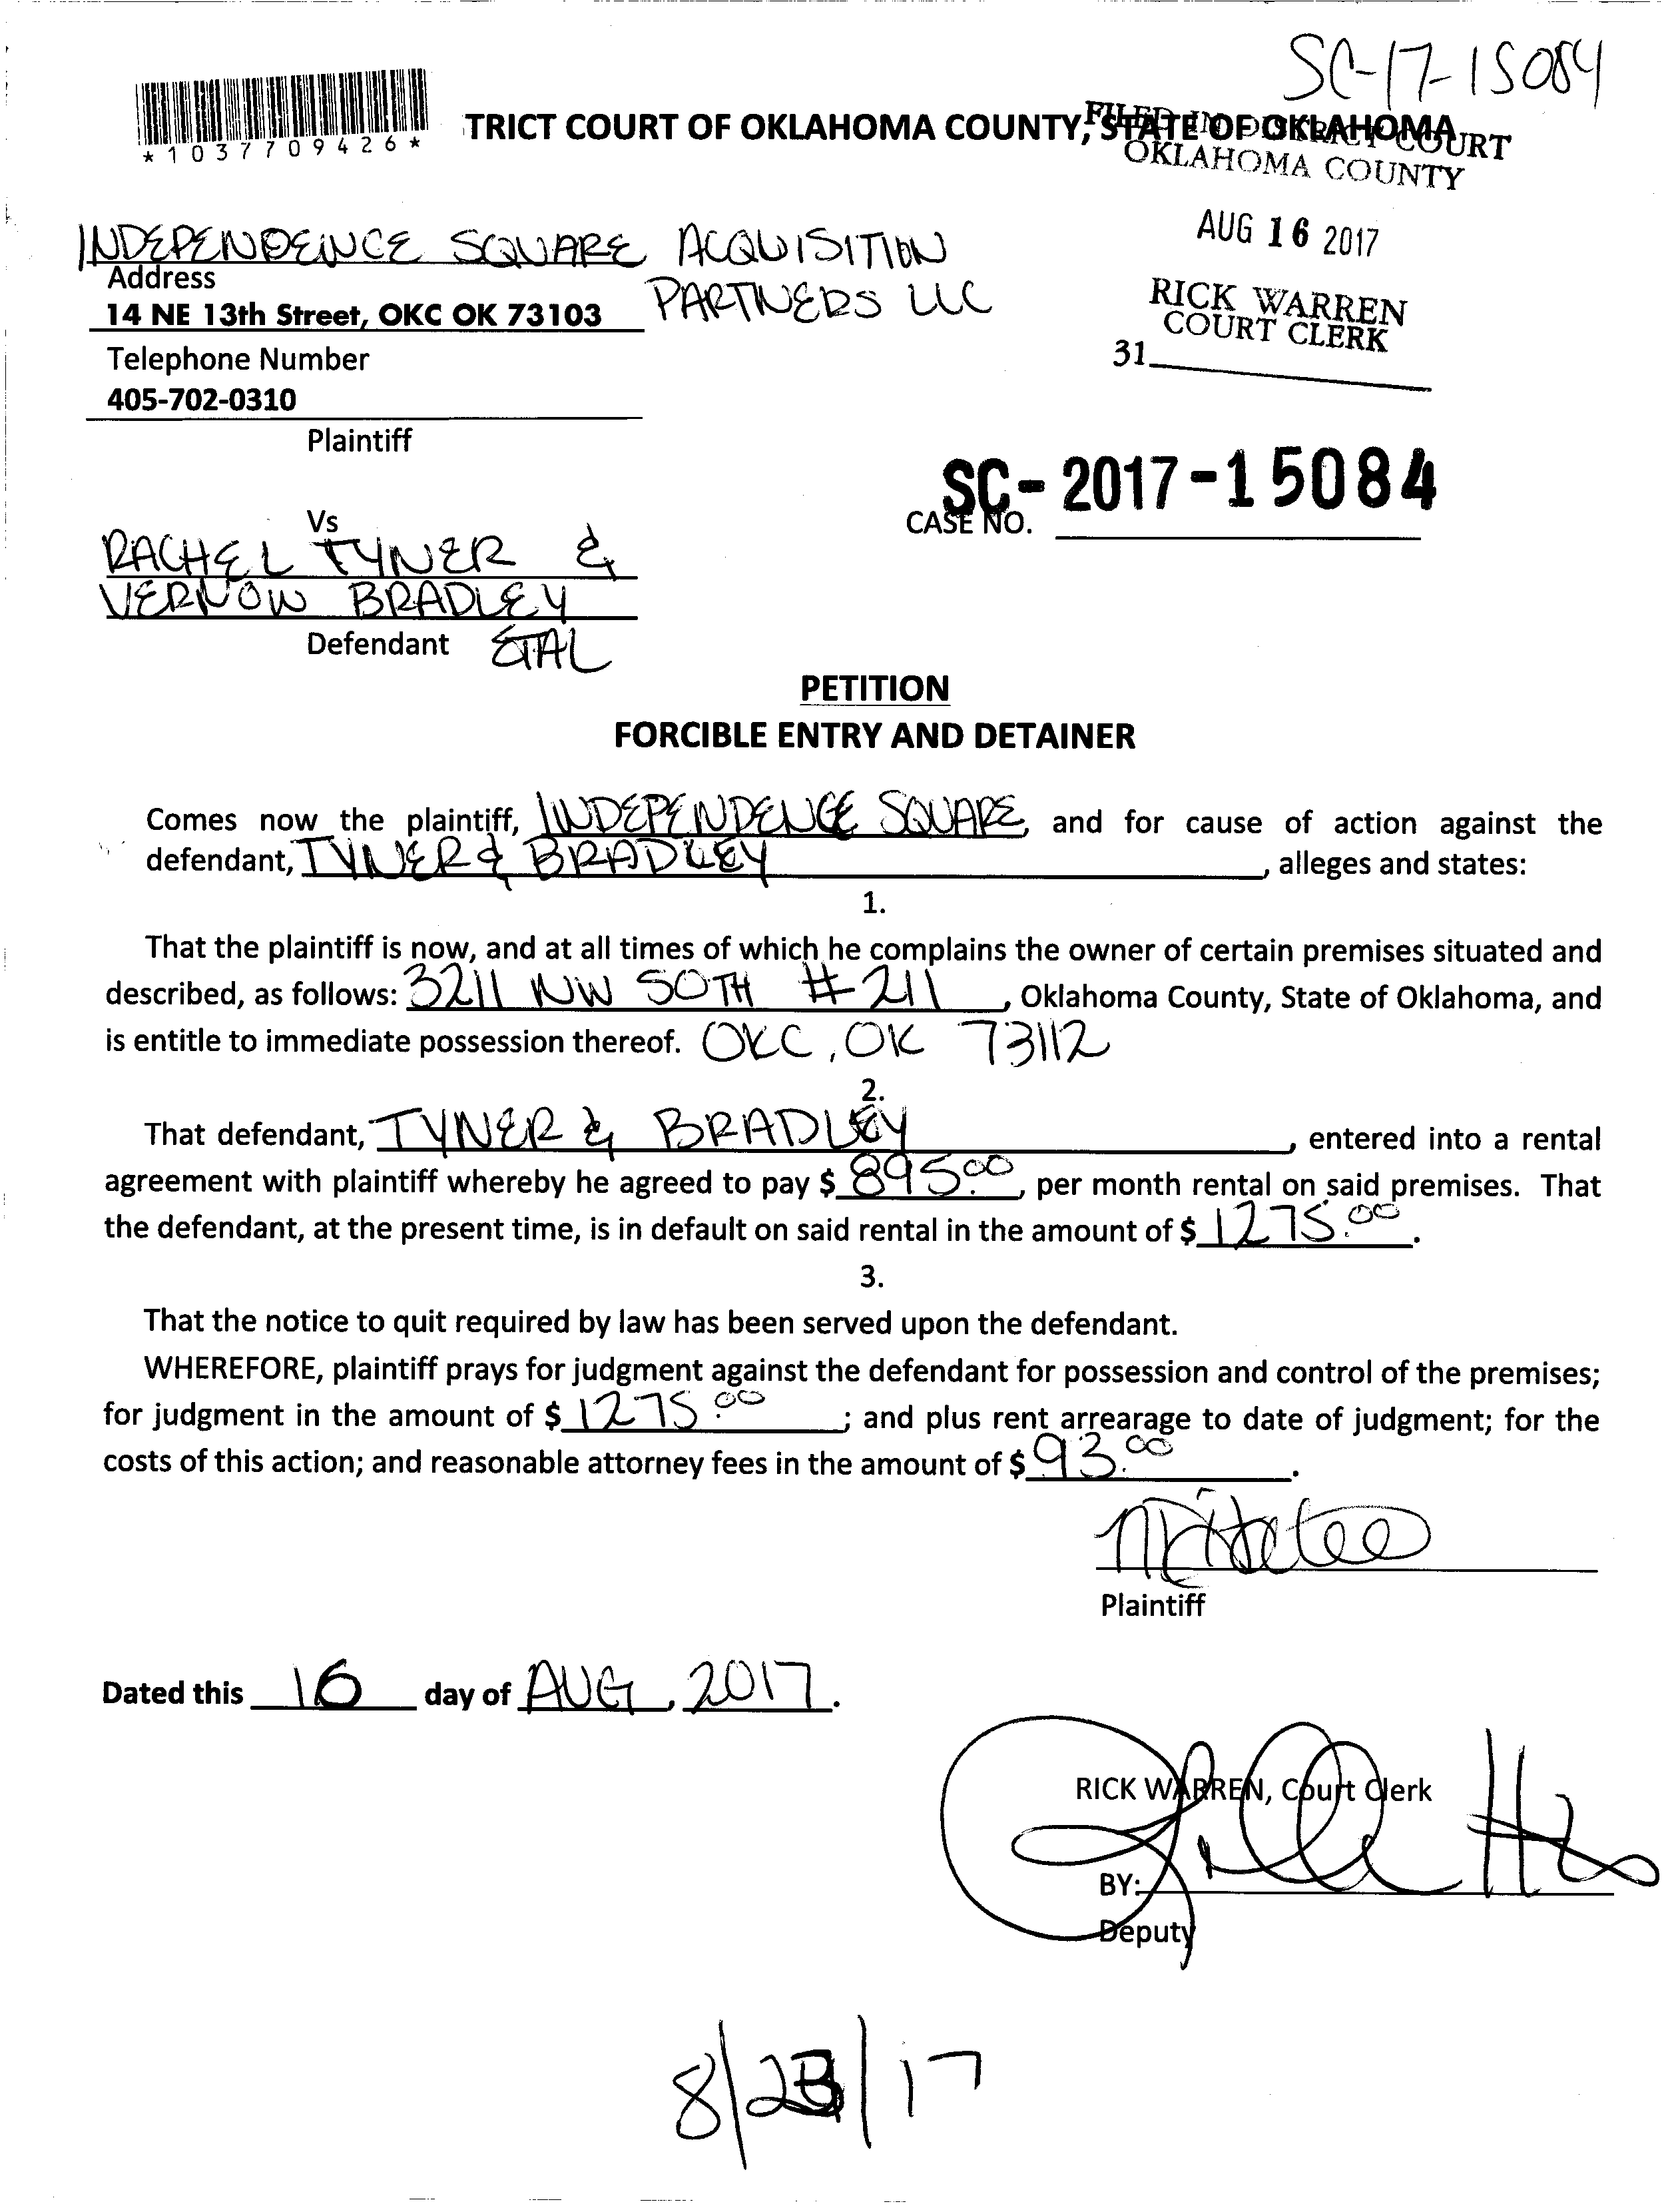 SC-17-15084
*1037709426*
TRICT COURT OF OKLAHOMA COUNTY, STATE OF OKLAHOMA
FILED IN DISTRICT COURT
OKLAHOMA COUNTY
AUG 16 2017
RICK WARREN
COURT CLERK
31
INDEPENDENCE SQUARE ACQUISITION
PARTNERS LLC
Address
14 NE 13th Street, OKC OK 73103
Telephone Number
405-702-0310
Plaintiff
SC- 2017-15084
CASE NO.
Vs
RACHEL TYNER &
VERNON BRADLEY
Defendant ETAL
PETITION
FORCIBLE ENTRY AND DETAINER
Comes now the plaintiff, INDEPENDENCE SQUARE, and for cause of action against the
defendant, TYNER & BRADLEY, alleges and states:
1.
That the plaintiff is now, and at all times of which he complains the owner of certain premises situated and
described, as follows: 3211 NW 50TH #211, Oklahoma County, State of Oklahoma, and
is entitle to immediate possession thereof. OKC, OK 73112
2.
That defendant, TYNER & BRADLEY, entered into a rental
agreement with plaintiff whereby he agreed to pay $ 895.00, per month rental on said premises. That
the defendant, at the present time, is in default on said rental in the amount of $ 1275.00.
3.
That the notice to quit required by law has been served upon the defendant.
WHEREFORE, plaintiff prays for judgment against the defendant for possession and control of the premises;
for judgment in the amount of $ 1275.00; and plus rent arrearage to date of judgment; for the
costs of this action; and reasonable attorney fees in the amount of $ 93.00.
Plaintiff
Dated this 16 day of AUG, 2017.
RICK WARREN, Court Clerk
BY:
Deputy
8/23/17